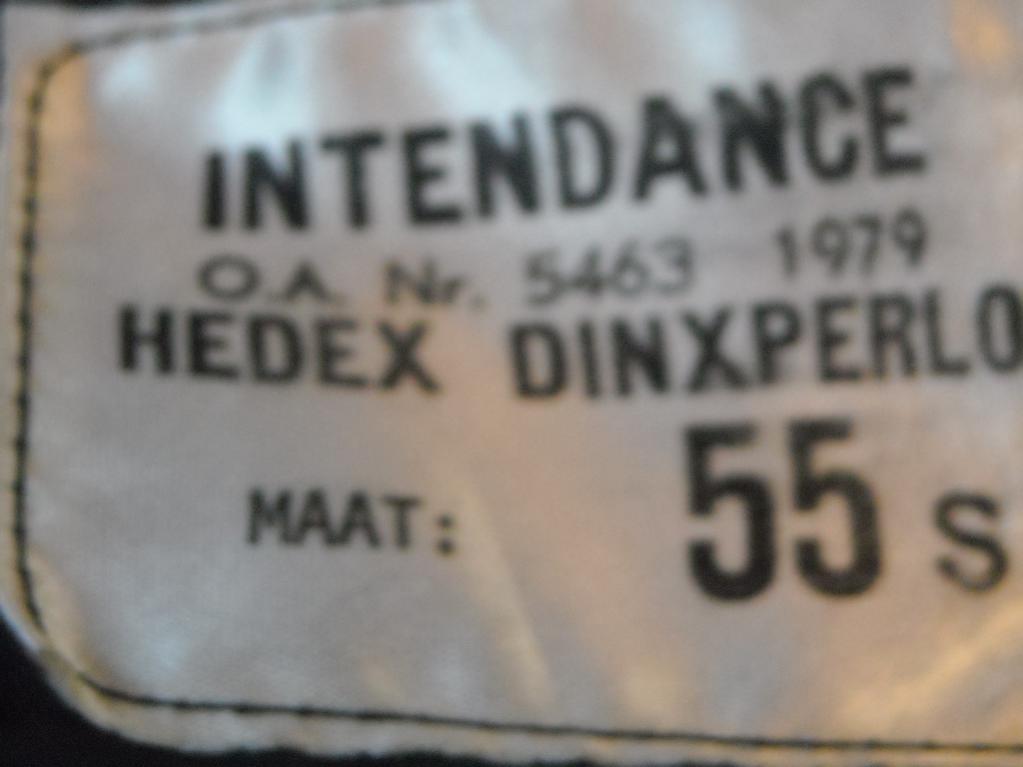 INTENDANCE
O.A. Nr. 5463 1979
HEDEX DINXPERLO
MAAT: 55 S